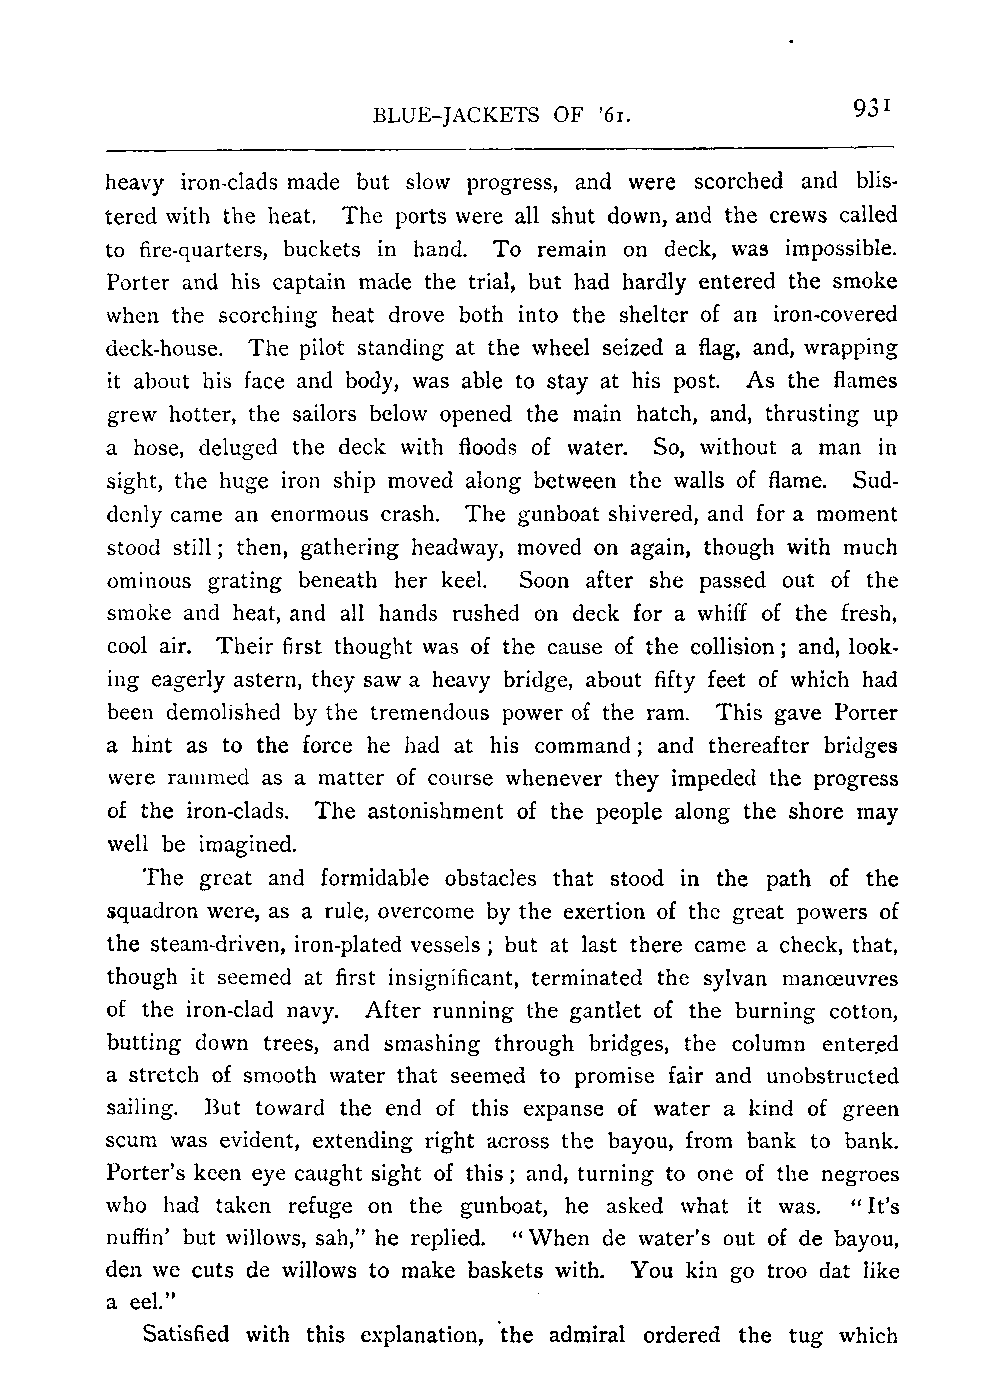 BLUE-JACKETS OF '61. 931
heavy iron-clads made but slow progress, and were scorched and blis-
tered with the heat. The ports were all shut down, and the crews called
to fire-quarters, buckets in hand. To remain on deck, was impossible.
Porter and his captain made the trial, but had hardly entered the smoke
when the scorching heat drove both into the shelter of an iron-covered
deck-house. The pilot standing at the wheel seized a flag, and, wrapping
it about his face and body, was able to stay at his post. As the flames
grew hotter, the sailors below opened the main hatch, and, thrusting up
a hose, deluged the deck with floods of water. So, without a man in
sight, the huge iron ship moved along between the walls of flame. Sud-
denly came an enormous crash. The gunboat shivered, and for a moment
stood still; then, gathering headway, moved on again, though with much
ominous grating beneath her keel. Soon after she passed out of the
smoke and heat, and all hands rushed on deck for a whiff of the fresh,
cool air. Their first thought was of the cause of the collision; and, look-
ing eagerly astern, they saw a heavy bridge, about fifty feet of which had
been demolished by the tremendous power of the ram. This gave Porter
a hint as to the force he had at his command; and thereafter bridges
were rammed as a matter of course whenever they impeded the progress
of the iron-clads. The astonishment of the people along the shore may
well be imagined.
The great and formidable obstacles that stood in the path of the
squadron were, as a rule, overcome by the exertion of the great powers of
the steam-driven, iron-plated vessels; but at last there came a check, that,
though it seemed at first insignificant, terminated the sylvan manœuvres
of the iron-clad navy. After running the gantlet of the burning cotton,
butting down trees, and smashing through bridges, the column entered
a stretch of smooth water that seemed to promise fair and unobstructed
sailing. But toward the end of this expanse of water a kind of green
scum was evident, extending right across the bayou, from bank to bank.
Porter's keen eye caught sight of this; and, turning to one of the negroes
who had taken refuge on the gunboat, he asked what it was. "It's
nuffin' but willows, sah," he replied. "When de water's out of de bayou,
den we cuts de willows to make baskets with. You kin go troo dat like
a eel."
Satisfied with this explanation, the admiral ordered the tug which